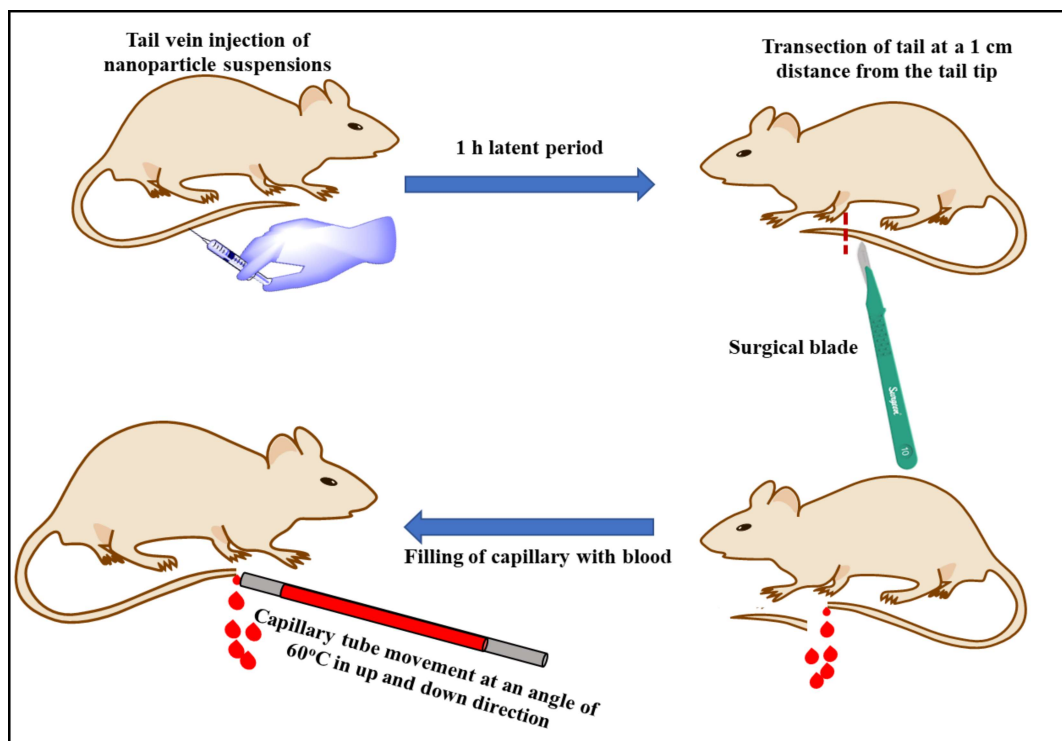 Tail vein injection of
nanoparticle suspensions
1 h latent period
Transection of tail at a 1 cm
distance from the tail tip
Surgical blade
Surgeon
10
Filling of capillary with blood
Capillary tube movement at an angle of
60°C in up and down
direction